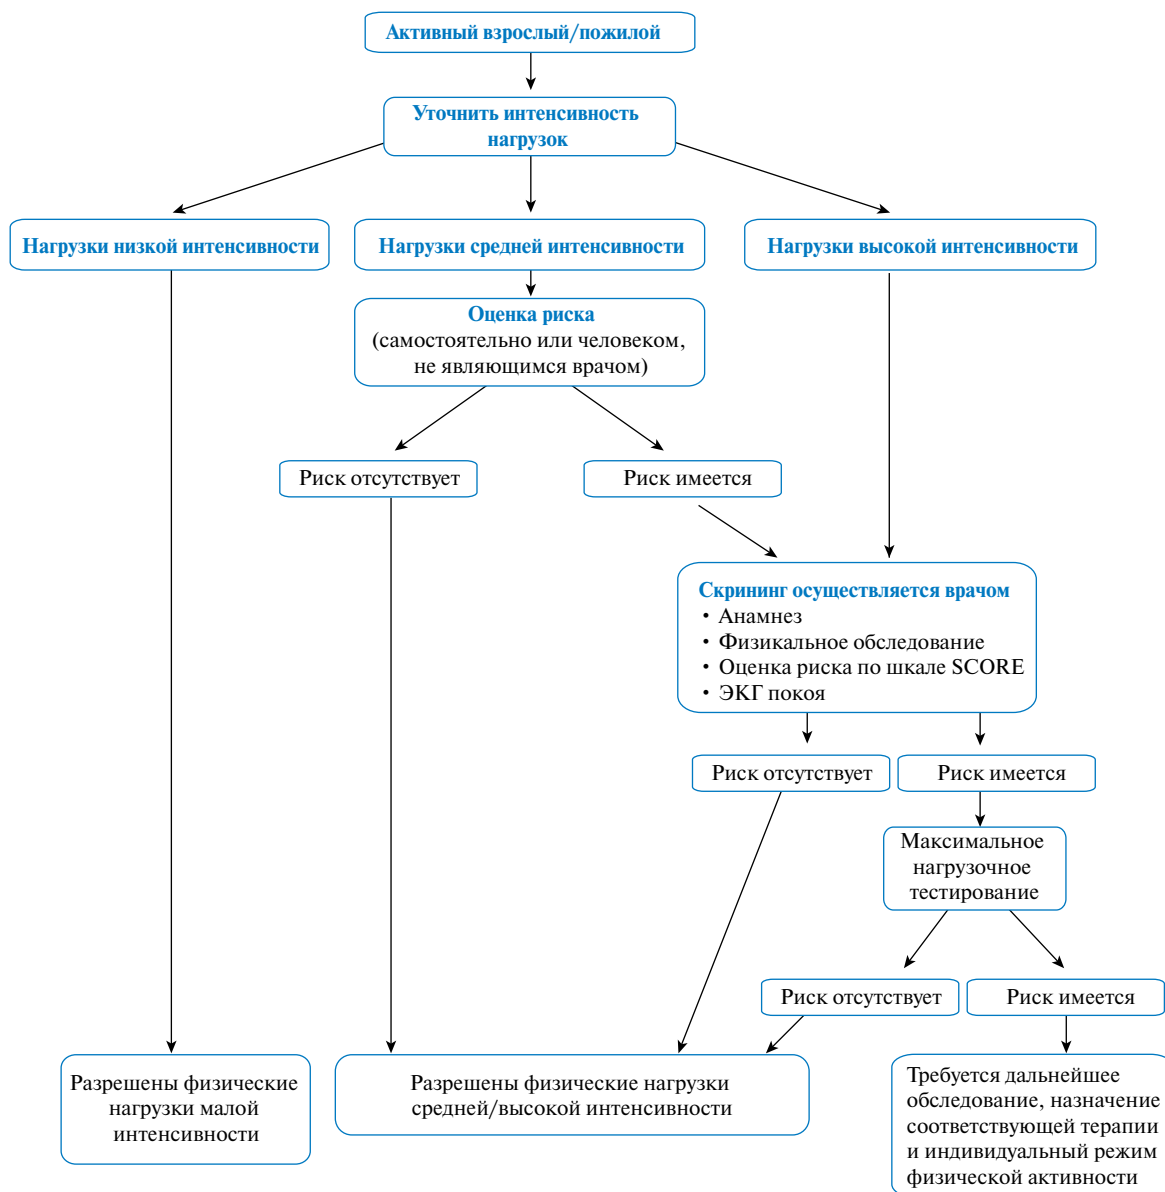 Активный взрослый/пожилой
Уточнить интенсивность
нагрузок
Нагрузки низкой интенсивности
Нагрузки средней интенсивности
Нагрузки высокой интенсивности
Оценка риска
(самостоятельно или человеком,
не являющимся врачом)
Риск отсутствует
Риск имеется
Скрининг осуществляется врачом
• Анамнез
• Физикальное обследование
• Оценка риска по шкале SCORE
• ЭКГ покоя
Риск отсутствует
Риск имеется
Максимальное
нагрузочное
тестирование
Риск отсутствует
Риск имеется
Разрешены физические
нагрузки малой
интенсивности
Разрешены физические нагрузки
средней/высокой интенсивности
Требуется дальнейшее
обследование, назначение
соответствующей терапии
и индивидуальный режим
физической активности